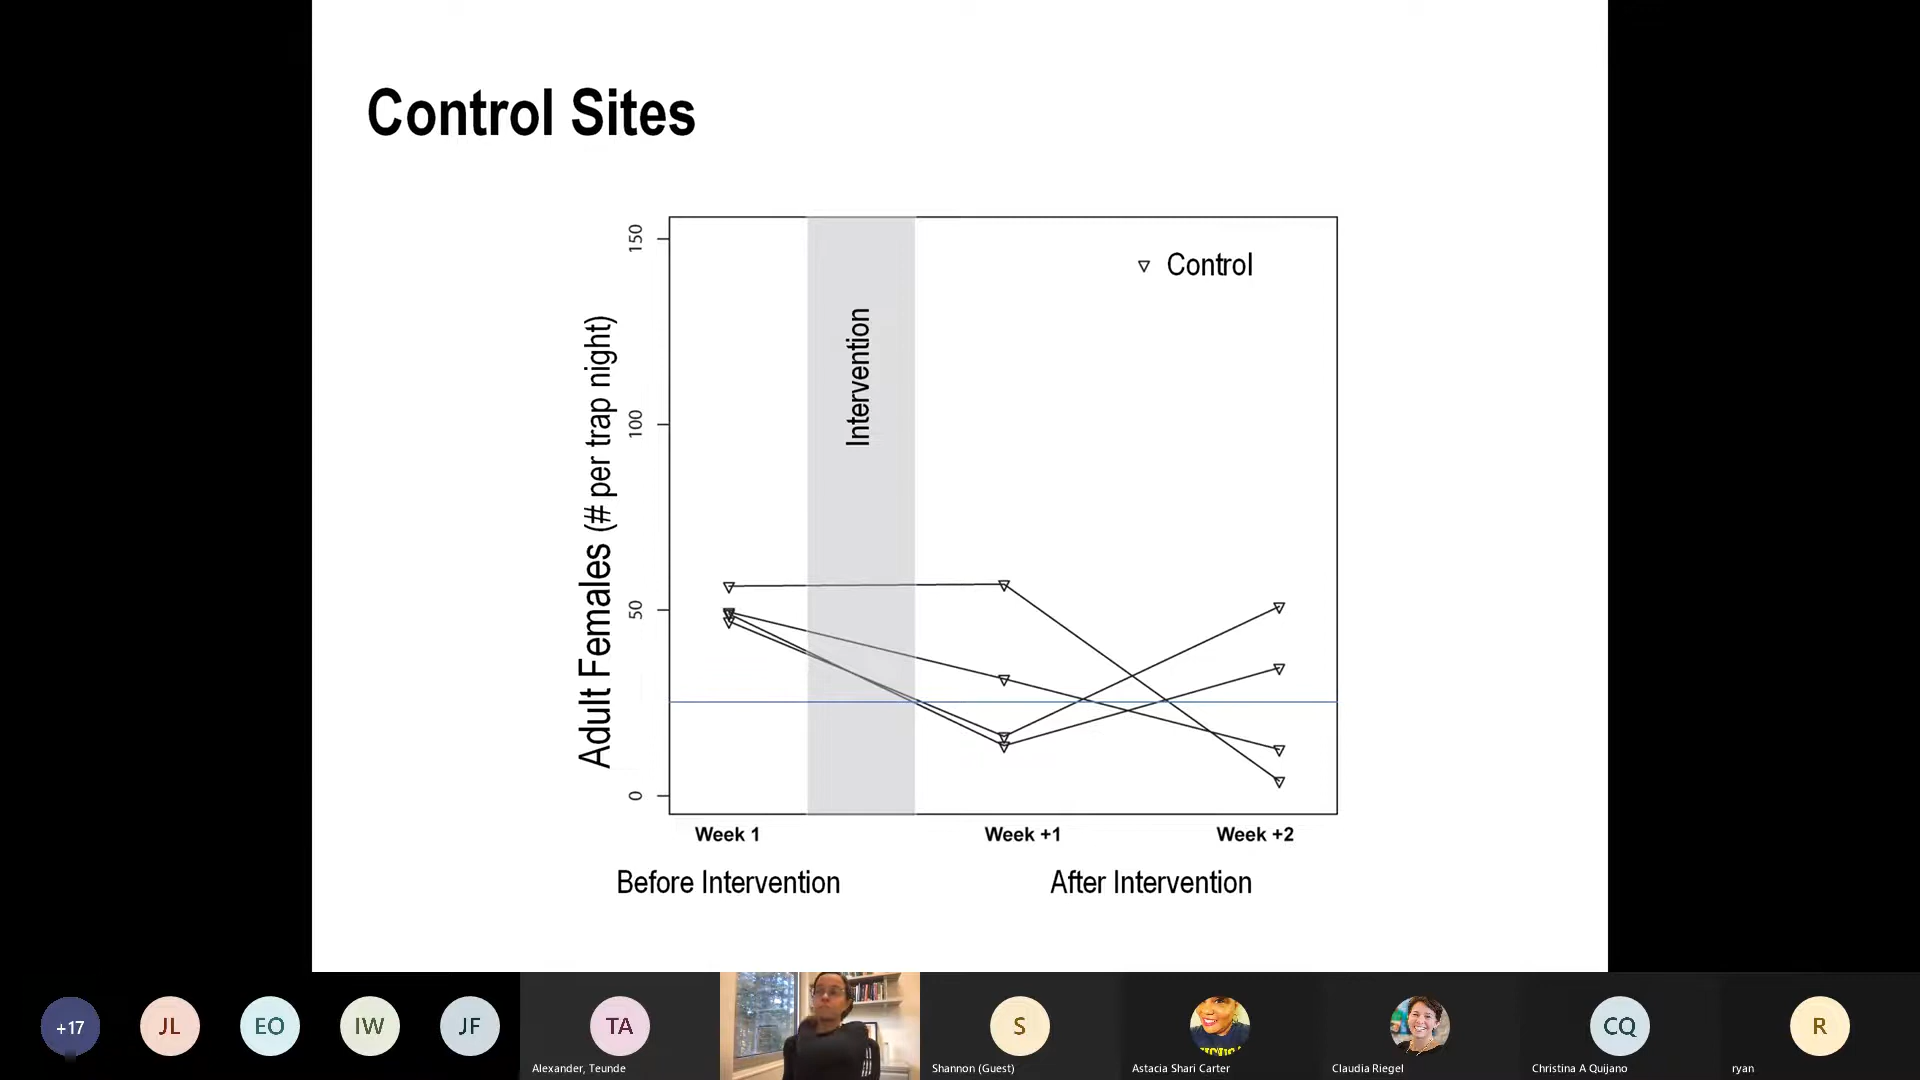 Control Sites
Control
Intervention
Adult Females (# per trap night)
150
100
50
0
Week 1
Week +1
Week +2
Before Intervention
After Intervention
+17
JL
EO
IW
JF
TA
S
CQ
R
Alexander, Teunde
Shannon (Guest)
Astacia Shari Carter
Claudia Riegel
Christina A Quijano
ryan